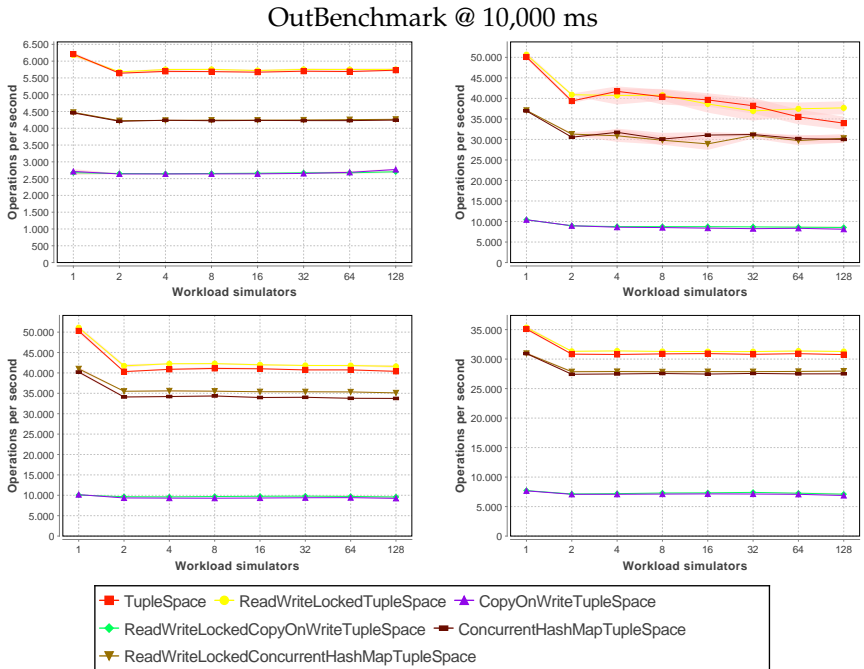 OutBenchmark @ 10,000 ms
6.500
6.000
5.500
5.000
4.500
4.000
3.500
3.000
2.500
2.000
1.500
1.000
500
0
Operations per second
1 2 4 8 16 32 64 128
Workload simulators
50.000
45.000
40.000
35.000
30.000
25.000
20.000
15.000
10.000
5.000
0
Operations per second
1 2 4 8 16 32 64 128
Workload simulators
50.000
45.000
40.000
35.000
30.000
25.000
20.000
15.000
10.000
5.000
0
Operations per second
1 2 4 8 16 32 64 128
Workload simulators
35.000
30.000
25.000
20.000
15.000
10.000
5.000
0
Operations per second
1 2 4 8 16 32 64 128
Workload simulators
TupleSpace ReadWriteLockedTupleSpace CopyOnWriteTupleSpace
ReadWriteLockedCopyOnWriteTupleSpace ConcurrentHashMapTupleSpace
ReadWriteLockedConcurrentHashMapTupleSpace